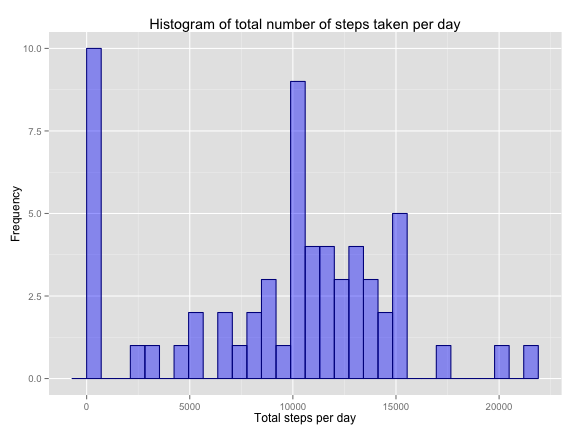 Histogram of total number of steps taken per day
10.0
7.5
5.0
2.5
0.0
Frequency
0 5000 10000 15000 20000
Total steps per day